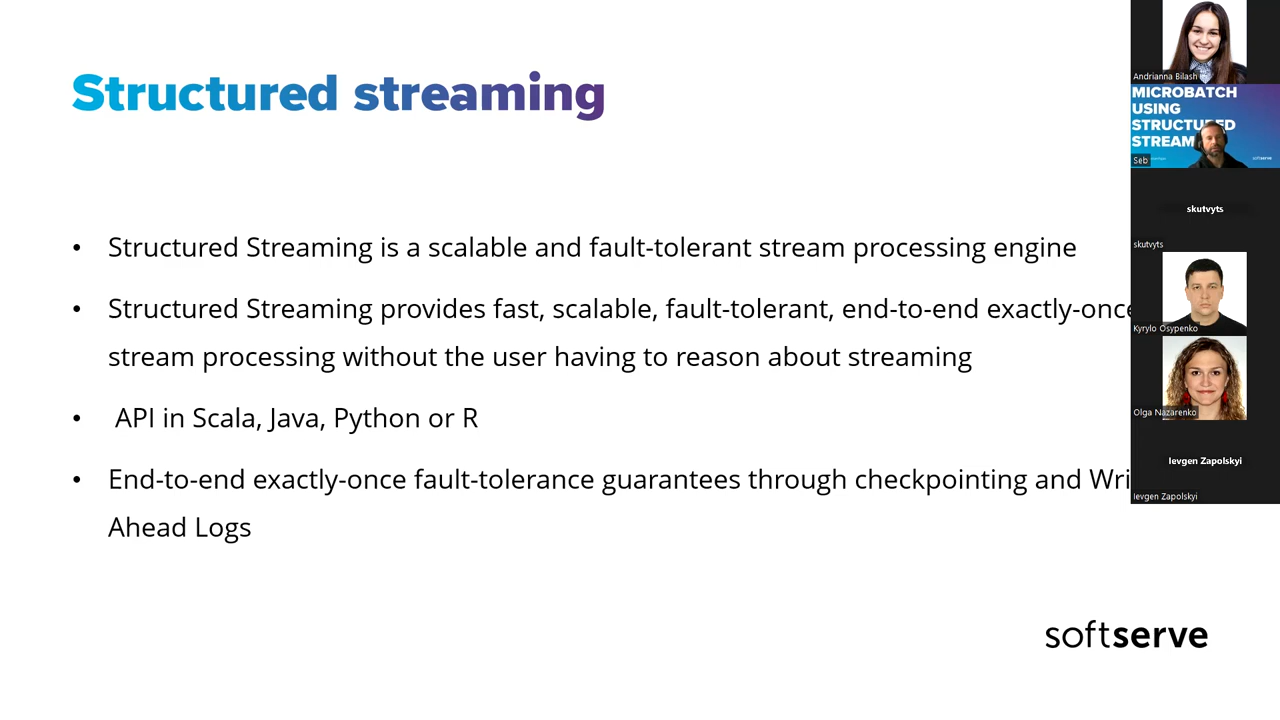 Structured streaming
• Structured Streaming is a scalable and fault-tolerant stream processing engine
• Structured Streaming provides fast, scalable, fault-tolerant, end-to-end exactly-once
stream processing without the user having to reason about streaming
• API in Scala, Java, Python or R
• End-to-end exactly-once fault-tolerance guarantees through checkpointing and Wri
Ahead Logs
softserve
Andrianna Bilash
MICROBATCH
USING
STRUCTURED
STREAM
Seb
softserve
skutvyts
skutvyts
Kyrylo Osypenko
Olga Nazarenko
Ievgen Zapolskyi
Ievgen Zapolskyi